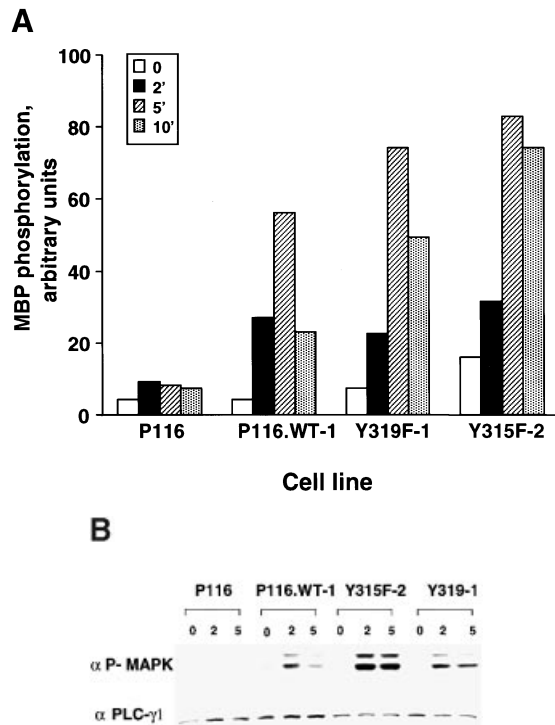 A
MBP phosphorylation,
arbitrary units
100
80
60
40
20
0
0
2'
5'
10'
P116
P116.WT-1
Y319F-1
Y315F-2
Cell line
B
P116 P116.WT-1 Y315F-2 Y319-1
0 2 5 0 2 5 0 2 5 0 2 5
α P- MAPK
α PLC-γ1